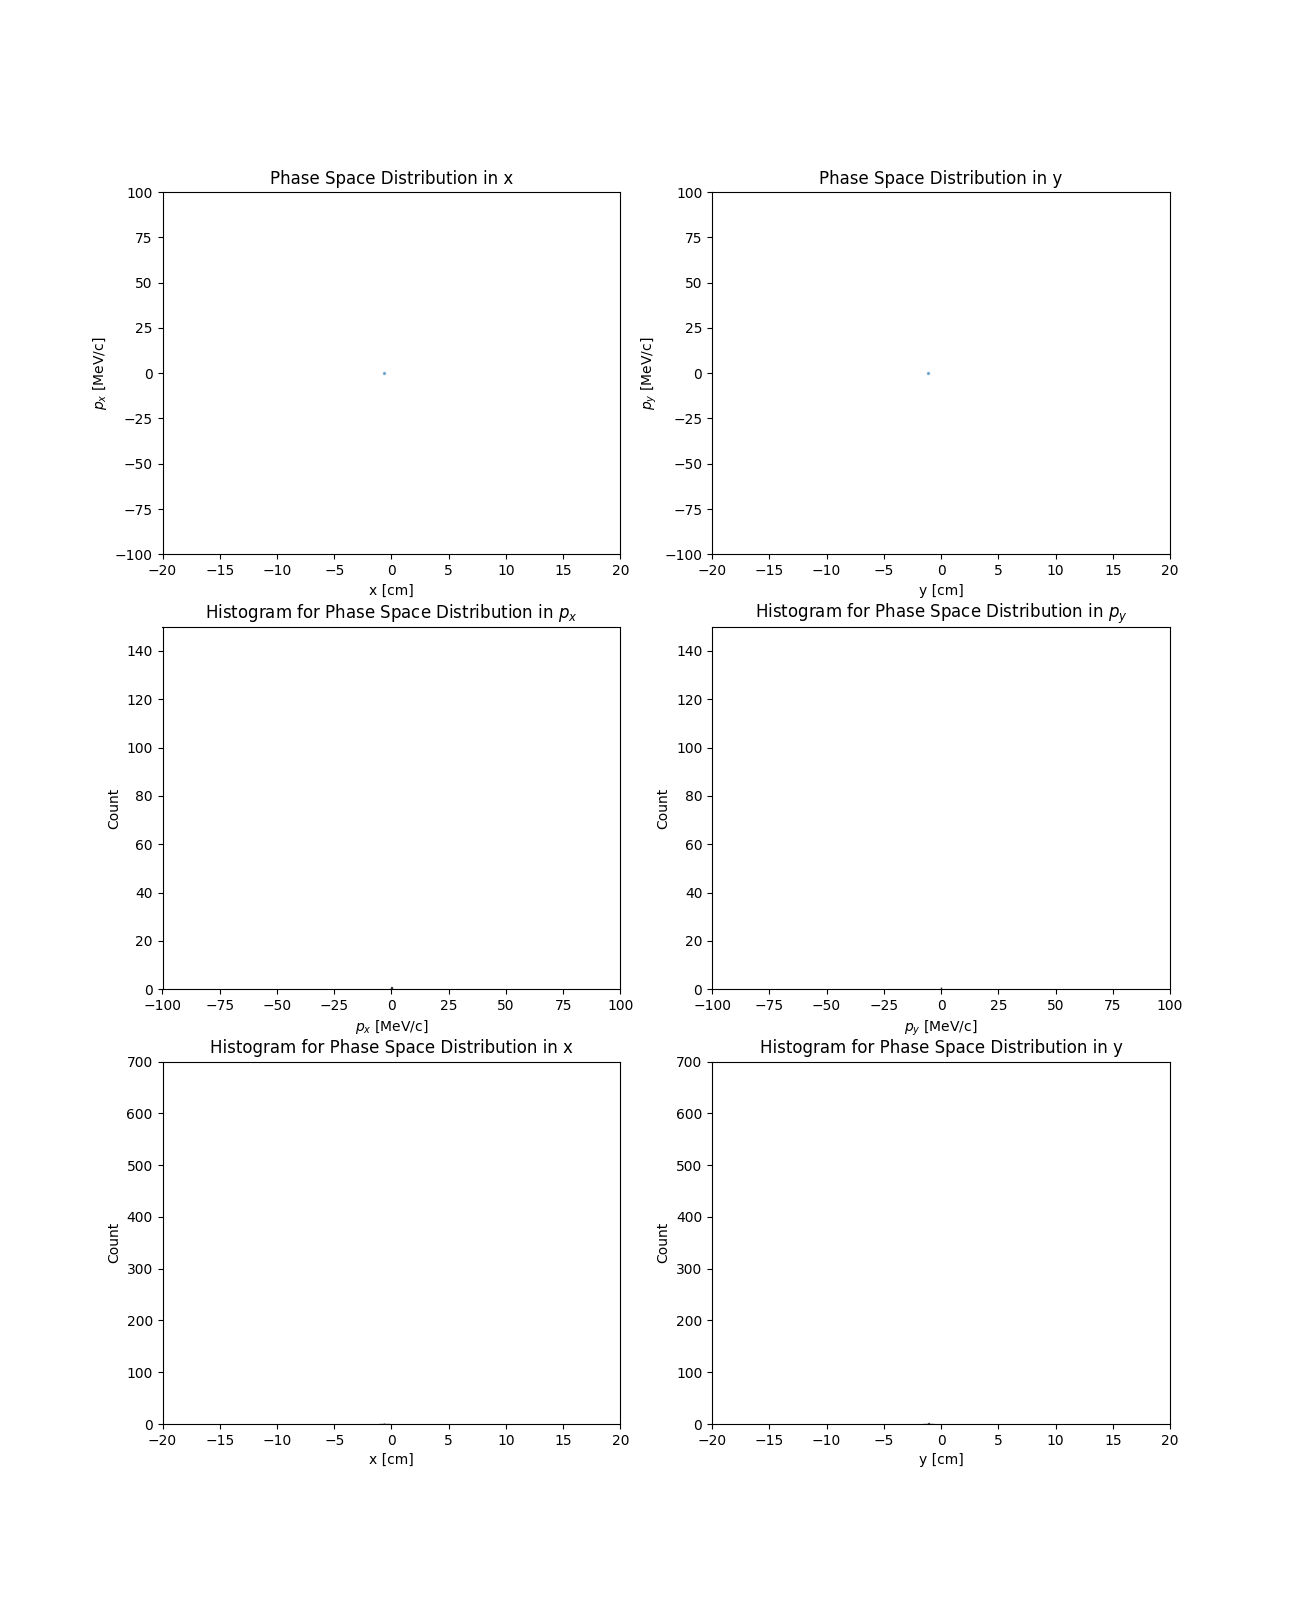 Phase Space Distribution in x
100
75
50
25
0
−25
−50
−75
−100
p_x [MeV/c]
−20 −15 −10 −5 0 5 10 15 20
x [cm]
Phase Space Distribution in y
100
75
50
25
0
−25
−50
−75
−100
p_y [MeV/c]
−20 −15 −10 −5 0 5 10 15 20
y [cm]
Histogram for Phase Space Distribution in p_x
140
120
100
80
60
40
20
0
Count
−100 −75 −50 −25 0 25 50 75 100
p_x [MeV/c]
Histogram for Phase Space Distribution in p_y
140
120
100
80
60
40
20
0
Count
−100 −75 −50 −25 0 25 50 75 100
p_y [MeV/c]
Histogram for Phase Space Distribution in x
700
600
500
400
300
200
100
0
Count
−20 −15 −10 −5 0 5 10 15 20
x [cm]
Histogram for Phase Space Distribution in y
700
600
500
400
300
200
100
0
Count
−20 −15 −10 −5 0 5 10 15 20
y [cm]